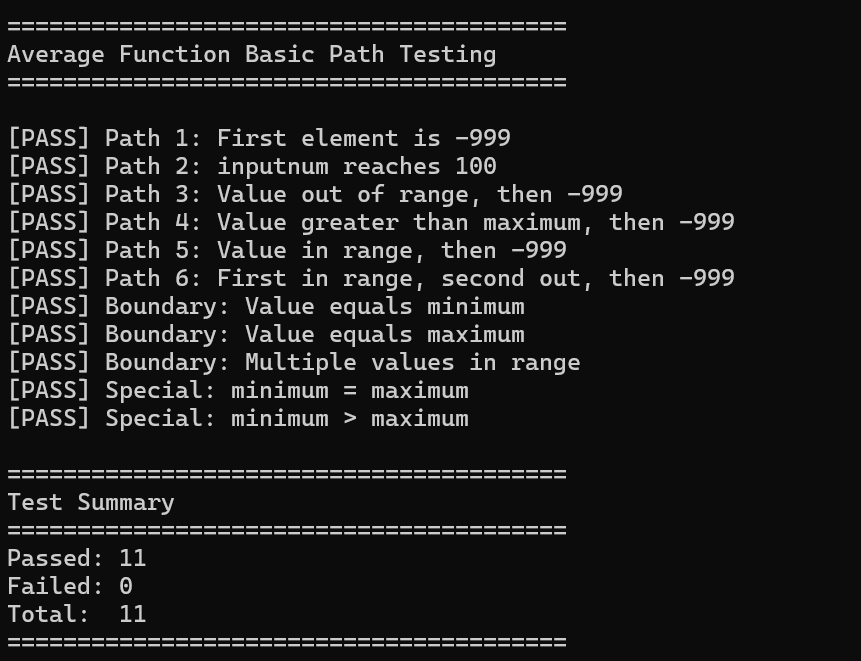 ========================================
Average Function Basic Path Testing
========================================
[PASS] Path 1: First element is -999
[PASS] Path 2: inputnum reaches 100
[PASS] Path 3: Value out of range, then -999
[PASS] Path 4: Value greater than maximum, then -999
[PASS] Path 5: Value in range, then -999
[PASS] Path 6: First in range, second out, then -999
[PASS] Boundary: Value equals minimum
[PASS] Boundary: Value equals maximum
[PASS] Boundary: Multiple values in range
[PASS] Special: minimum = maximum
[PASS] Special: minimum > maximum
========================================
Test Summary
========================================
Passed: 11
Failed: 0
Total:  11
========================================